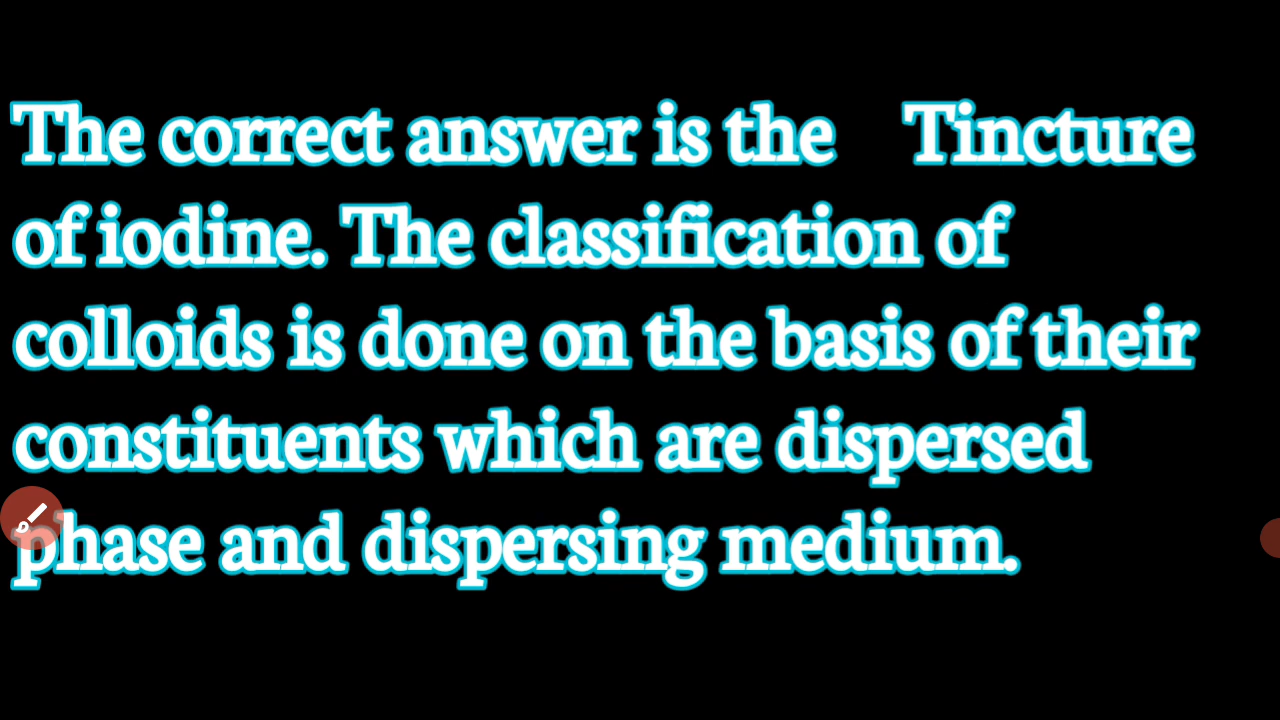 The correct answer is the Tincture
of iodine. The classification of
colloids is done on the basis of their
constituents which are dispersed
phase and dispersing medium.